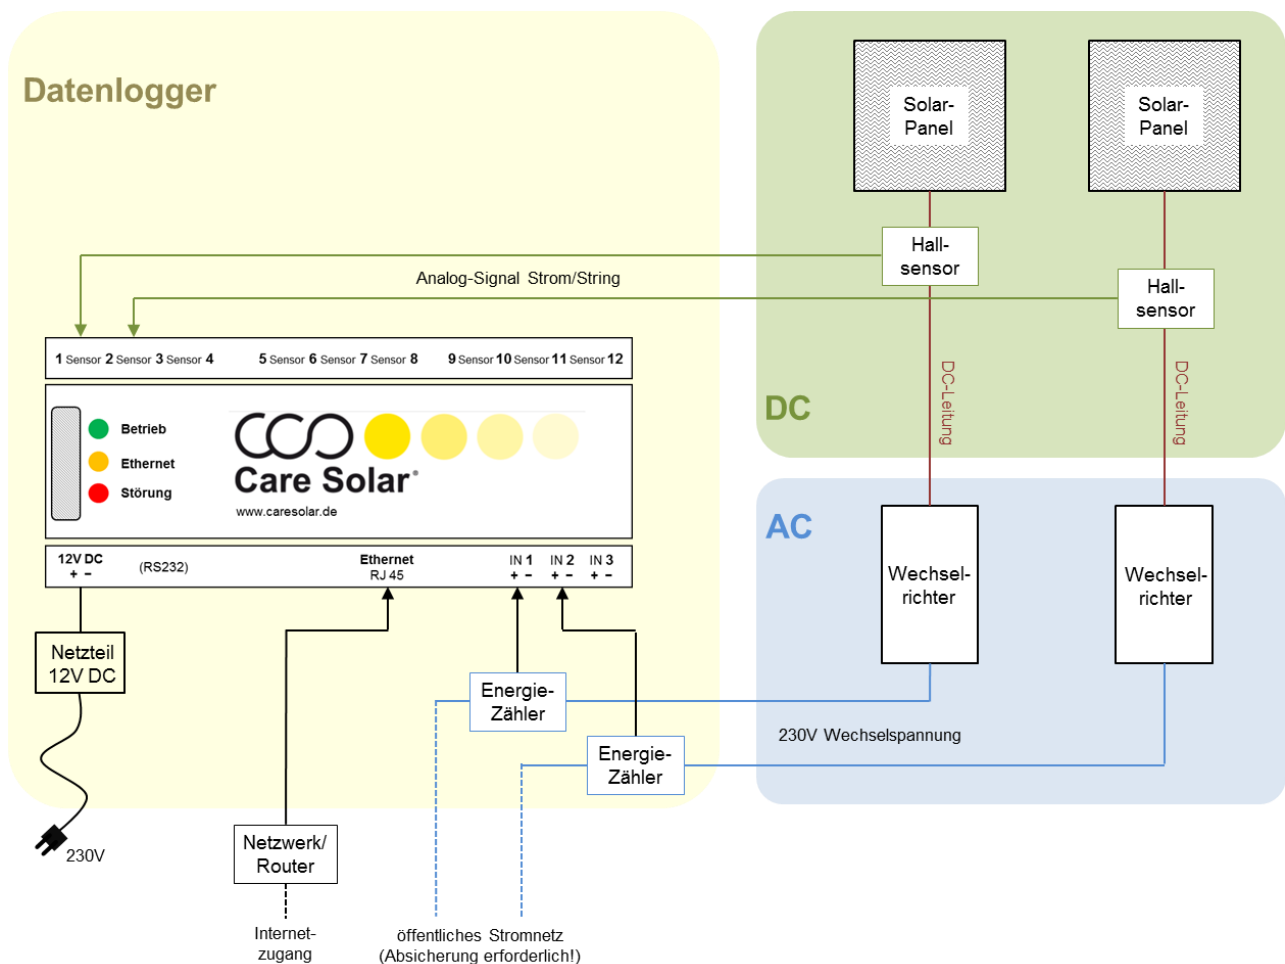 Datenlogger
Solar-
Panel
Solar-
Panel
Hall-
sensor
Analog-Signal Strom/String
Hall-
sensor
1 Sensor 2 Sensor 3 Sensor 4 5 Sensor 6 Sensor 7 Sensor 8 9 Sensor 10 Sensor 11 Sensor 12
DC-Leitung
DC-Leitung
DC
Betrieb
Ethernet
Störung
Care Solar®
www.caresolar.de
AC
12V DC
+ −
(RS232)
Ethernet
RJ 45
IN 1 IN 2 IN 3
+ − + − + −
Wechsel-
richter
Wechsel-
richter
Netzteil
12V DC
Energie-
Zähler
230V Wechselspannung
Energie-
Zähler
230V
Netzwerk/
Router
Internet-
zugang
öffentliches Stromnetz
(Absicherung erforderlich!)